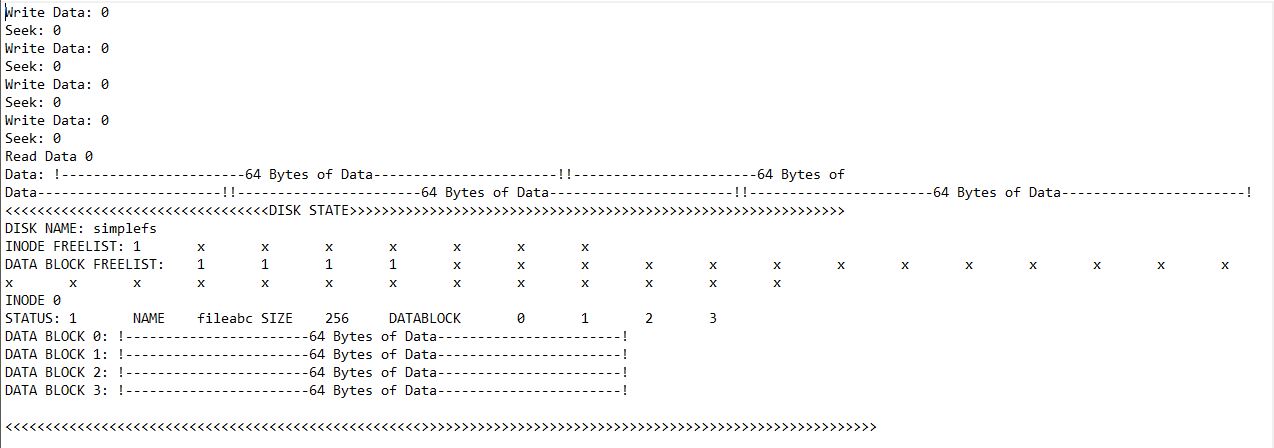 Write Data: 0
Seek: 0
Write Data: 0
Seek: 0
Write Data: 0
Seek: 0
Write Data: 0
Seek: 0
Read Data 0
Data: !-----------------------64 Bytes of Data-----------------------!!-----------------------64 Bytes of
Data-----------------------!!-----------------------64 Bytes of Data-----------------------!!-----------------------64 Bytes of Data-----------------------!
<<<<<<<<<<<<<<<<<<<<<<<<<<<<<<<<<DISK STATE>>>>>>>>>>>>>>>>>>>>>>>>>>>>>>>>>>>>>>>>>>>>>>>>>>>>>>>>>>>>>>
DISK NAME: simplefs
INODE FREELIST: 1 x x x x x x x
DATA BLOCK FREELIST: 1 1 1 1 x x x x x x x x x x x x x
x x x x x x x x x x x x x
INODE 0
STATUS: 1 NAME fileabc SIZE 256 DATABLOCK 0 1 2 3
DATA BLOCK 0: !-----------------------64 Bytes of Data-----------------------!
DATA BLOCK 1: !-----------------------64 Bytes of Data-----------------------!
DATA BLOCK 2: !-----------------------64 Bytes of Data-----------------------!
DATA BLOCK 3: !-----------------------64 Bytes of Data-----------------------!
<<<<<<<<<<<<<<<<<<<<<<<<<<<<<<<<<<<<<<<<<<<<<<<<<<<<>>>>>>>>>>>>>>>>>>>>>>>>>>>>>>>>>>>>>>>>>>>>>>>>>>>>>>>>>